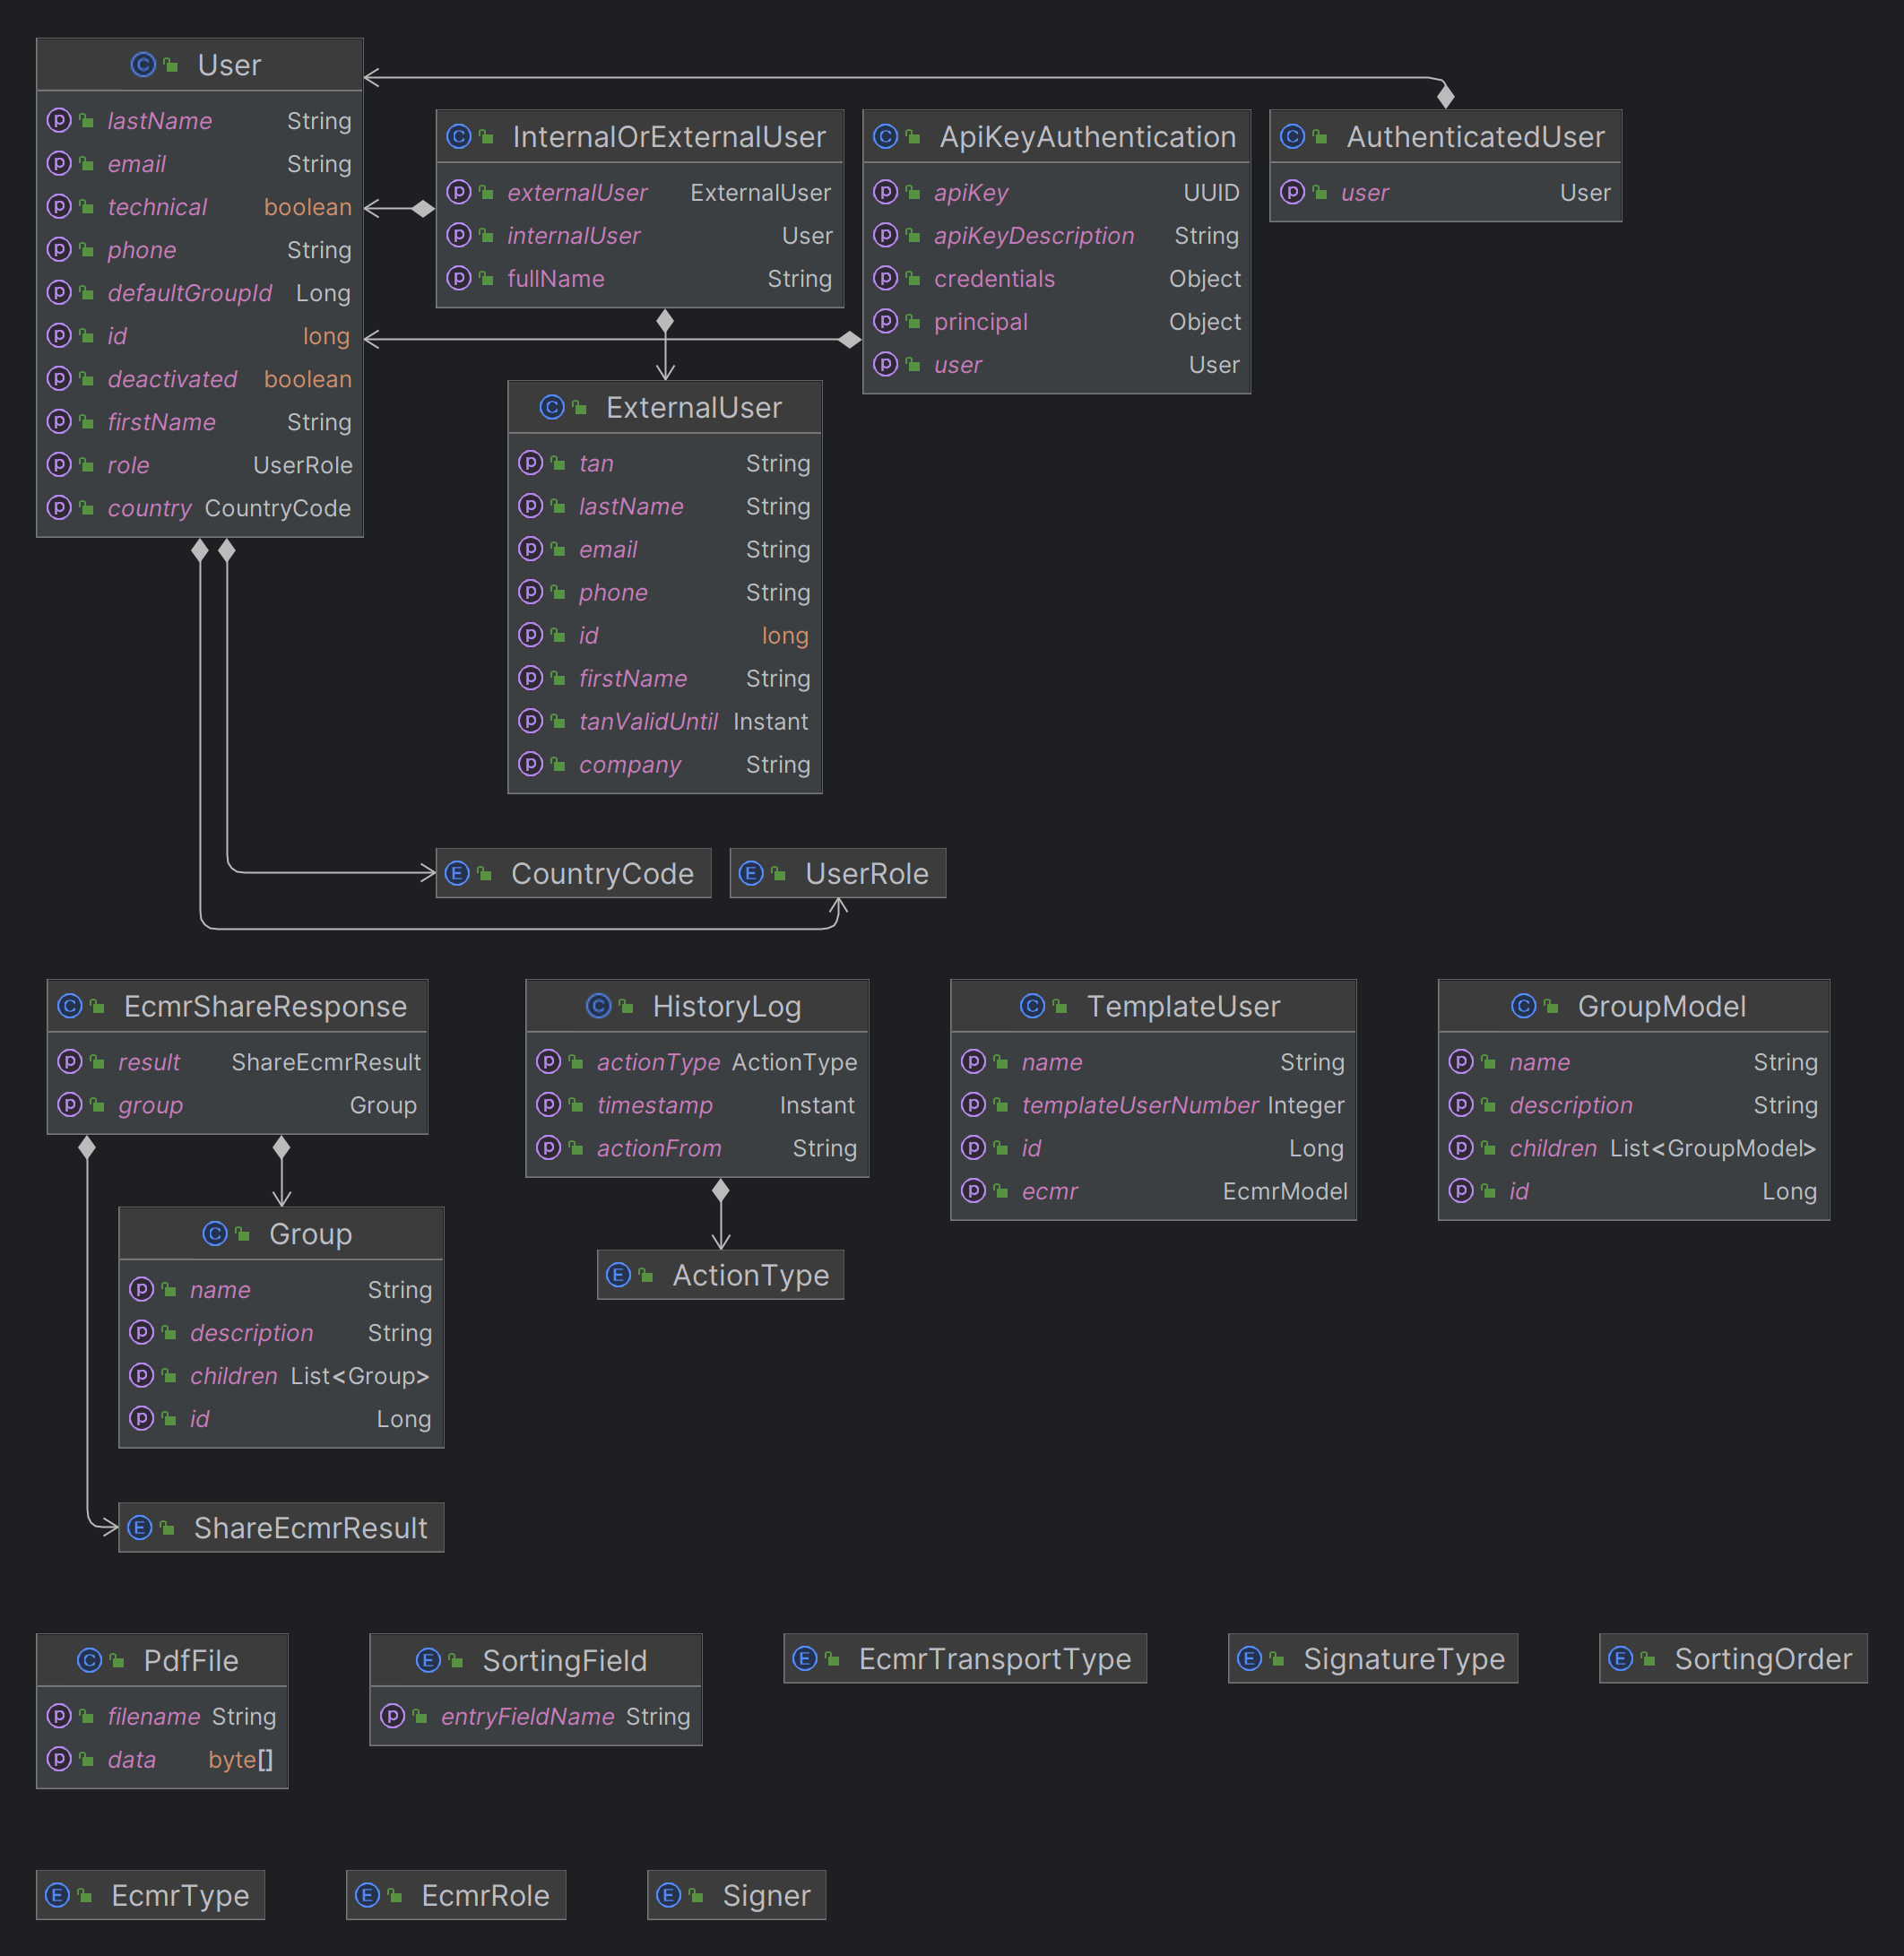 User
lastName String
email String
technical boolean
phone String
defaultGroupId Long
id long
deactivated boolean
firstName String
role UserRole
country CountryCode
InternalOrExternalUser
externalUser ExternalUser
internalUser User
fullName String
ApiKeyAuthentication
apiKey UUID
apiKeyDescription String
credentials Object
principal Object
user User
AuthenticatedUser
user User
ExternalUser
tan String
lastName String
email String
phone String
id long
firstName String
tanValidUntil Instant
company String
CountryCode
UserRole
EcmrShareResponse
result ShareEcmrResult
group Group
HistoryLog
actionType ActionType
timestamp Instant
actionFrom String
TemplateUser
name String
templateUserNumber Integer
id Long
ecmr EcmrModel
GroupModel
name String
description String
children List<GroupModel>
id Long
Group
name String
description String
children List<Group>
id Long
ActionType
ShareEcmrResult
PdfFile
filename String
data byte[]
SortingField
entryFieldName String
EcmrTransportType
SignatureType
SortingOrder
EcmrType
EcmrRole
Signer